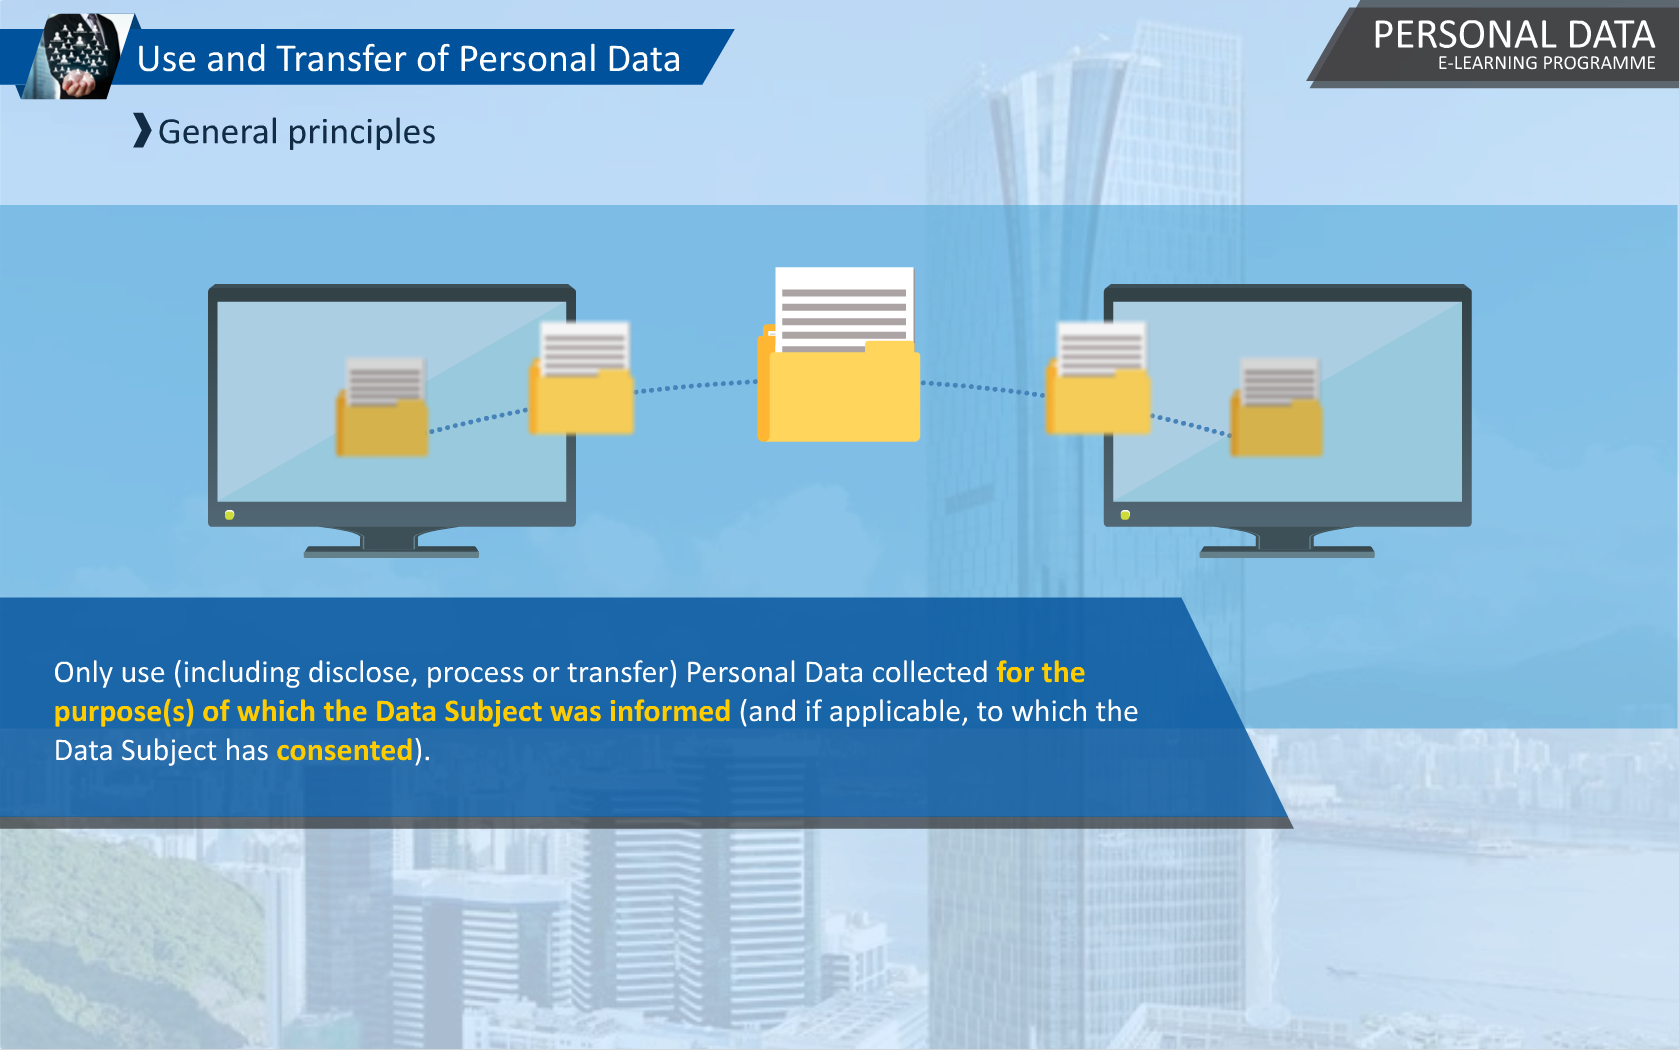 Use and Transfer of Personal Data
PERSONAL DATA
E-LEARNING PROGRAMME
General principles
Only use (including disclose, process or transfer) Personal Data collected for the
purpose(s) of which the Data Subject was informed (and if applicable, to which the
Data Subject has consented).